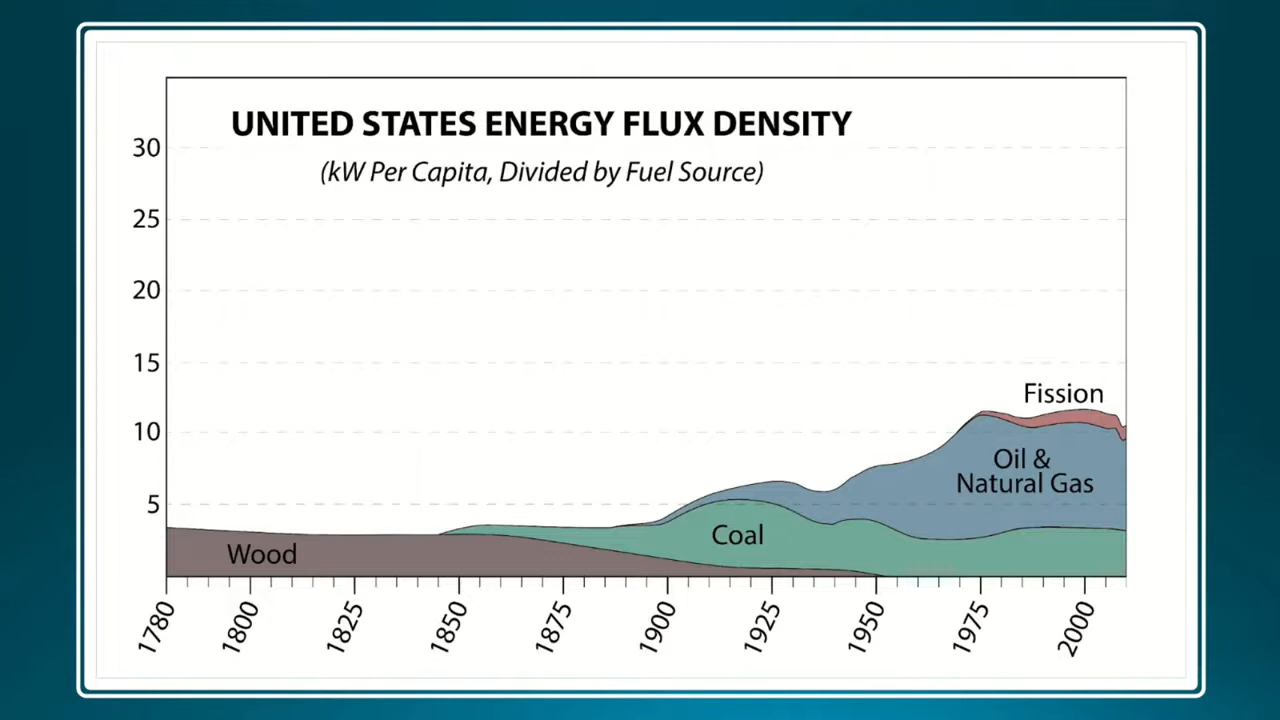 UNITED STATES ENERGY FLUX DENSITY
(kW Per Capita, Divided by Fuel Source)
30
25
20
15
10
5
Fission
Oil &
Natural Gas
Coal
Wood
1780
1800
1825
1850
1875
1900
1925
1950
1975
2000